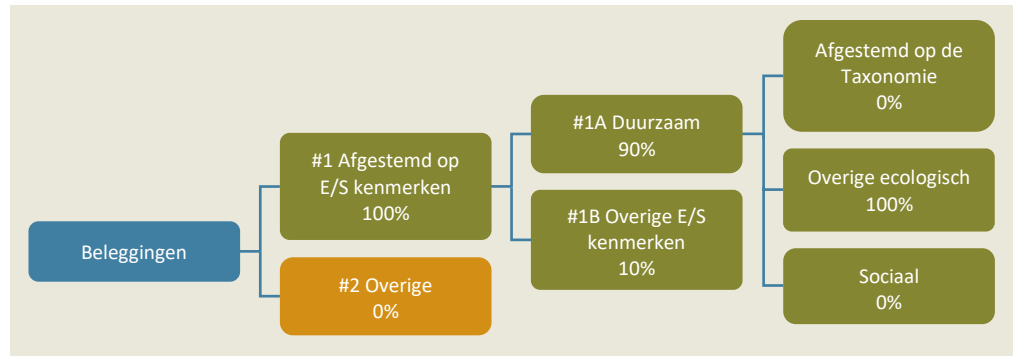 Beleggingen
#1 Afgestemd op
E/S kenmerken
100%
#2 Overige
0%
#1A Duurzaam
90%
#1B Overige E/S
kenmerken
10%
Afgestemd op de
Taxonomie
0%
Overige ecologisch
100%
Sociaal
0%